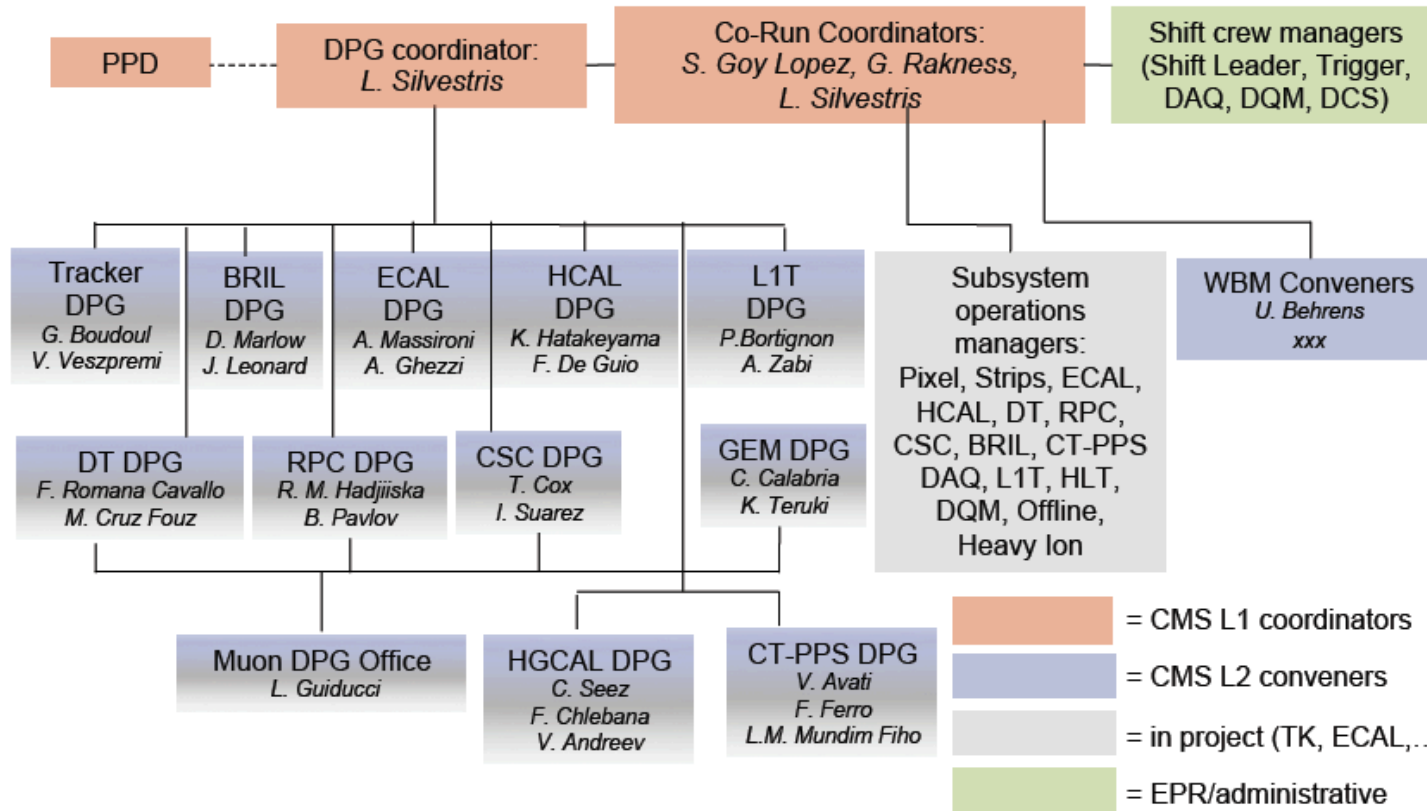 PPD
DPG coordinator:
L. Silvestris
Co-Run Coordinators:
S. Goy Lopez, G. Rakness,
L. Silvestris
Shift crew managers
(Shift Leader, Trigger,
DAQ, DQM, DCS)
Tracker
DPG
G. Boudoul
V. Veszpremi
BRIL
DPG
D. Marlow
J. Leonard
ECAL
DPG
A. Massironi
A. Ghezzi
HCAL
DPG
K. Hatakeyama
F. De Guio
L1T
DPG
P.Bortignon
A. Zabi
Subsystem
operations
managers:
Pixel, Strips, ECAL,
HCAL, DT, RPC,
CSC, BRIL, CT-PPS
DAQ, L1T, HLT,
DQM, Offline,
Heavy Ion
WBM Conveners
U. Behrens
xxx
DT DPG
F. Romana Cavallo
M. Cruz Fouz
RPC DPG
R. M. Hadjiiska
B. Pavlov
CSC DPG
T. Cox
I. Suarez
GEM DPG
C. Calabria
K. Teruki
Muon DPG Office
L. Guiducci
HGCAL DPG
C. Seez
F. Chlebana
V. Andreev
CT-PPS DPG
V. Avati
F. Ferro
L.M. Mundim Fiho
= CMS L1 coordinators
= CMS L2 conveners
= in project (TK, ECAL,..
= EPR/administrative